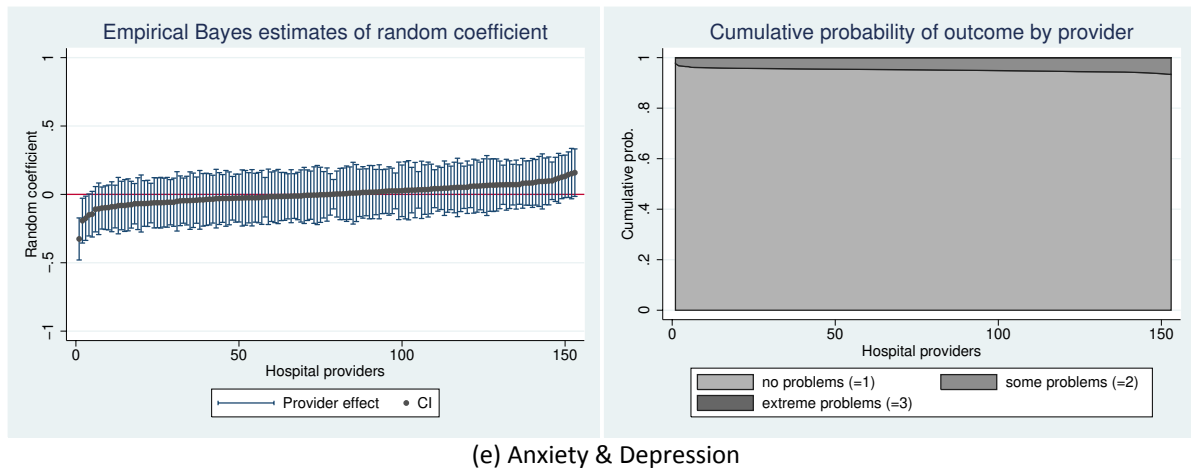 Empirical Bayes estimates of random coefficient
1
.5
0
-.5
-1
Random coefficient
0
50
100
150
Hospital providers
Provider effect
CI
Cumulative probability of outcome by provider
1
.8
.6
.4
.2
0
Cumulative prob.
0
50
100
150
Hospital providers
no problems (=1)
some problems (=2)
extreme problems (=3)
(e) Anxiety & Depression